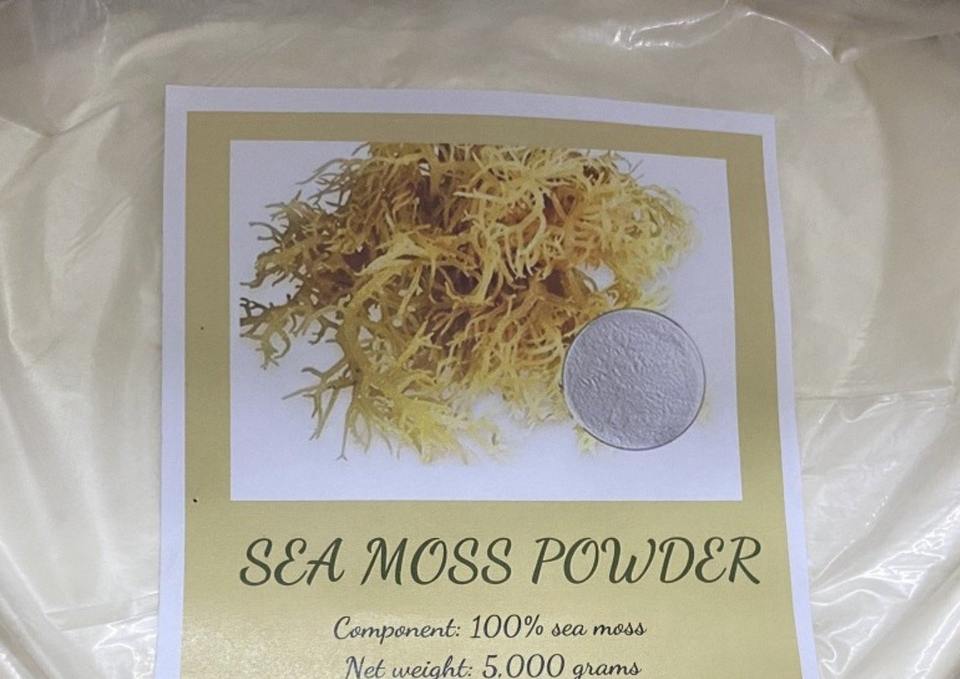 SEA MOSS POWDER
Component: 100% sea moss
Net weight: 5.000 grams